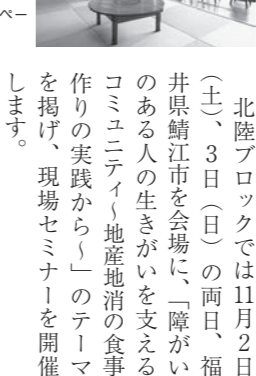 ペー
北陸ブロックでは11月2日
（土）、3日（日）の両日、福
井県鯖江市を会場に、「障がい
のある人の生きがいを支える
コミュニティ〜地産地消の食事
作りの実践から〜」のテーマ
を掲げ、現場セミナーを開催
します。